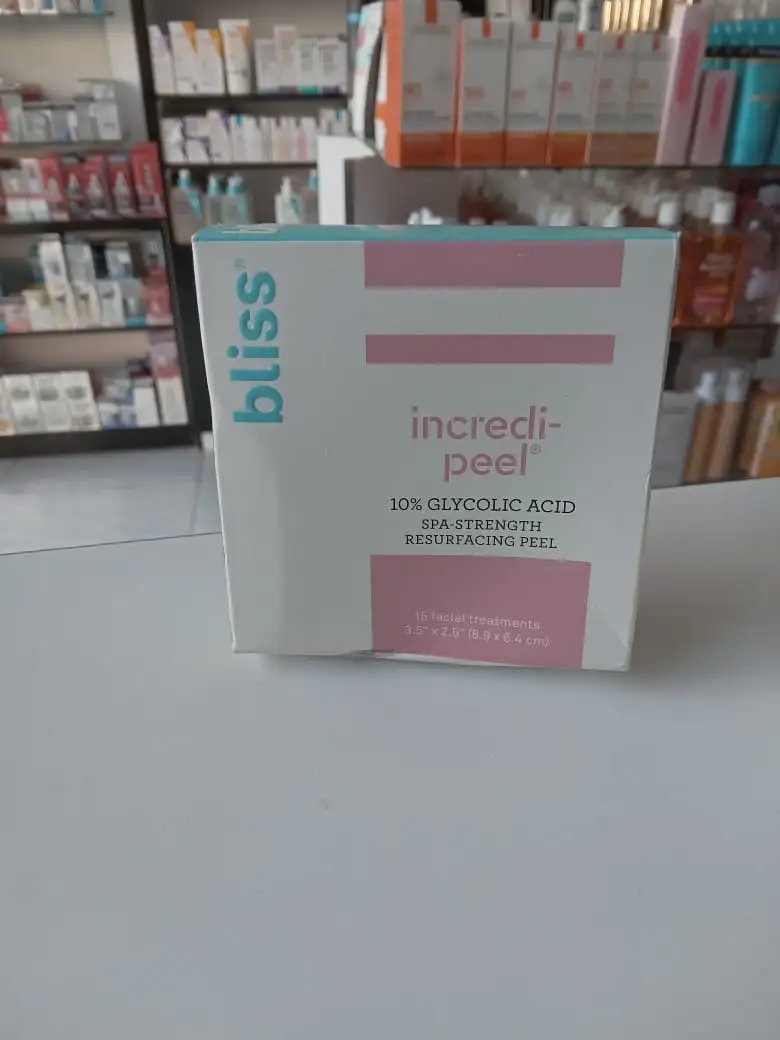 bliss®
incredi-
peel®
10% GLYCOLIC ACID
SPA-STRENGTH
RESURFACING PEEL
15 facial treatments
3.5" x 2.5" (8.9 x 6.4 cm)